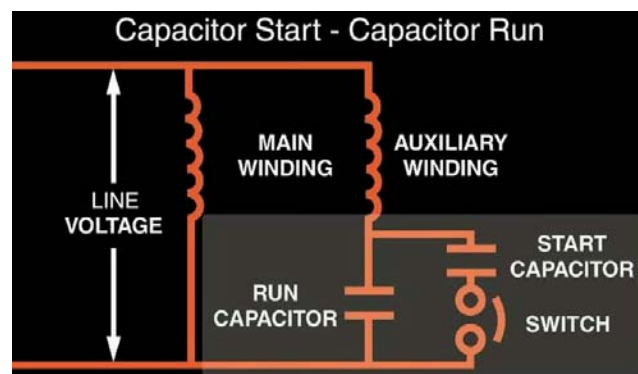 Capacitor Start - Capacitor Run
MAIN
WINDING
AUXILIARY
WINDING
LINE
VOLTAGE
START
CAPACITOR
RUN
CAPACITOR
SWITCH